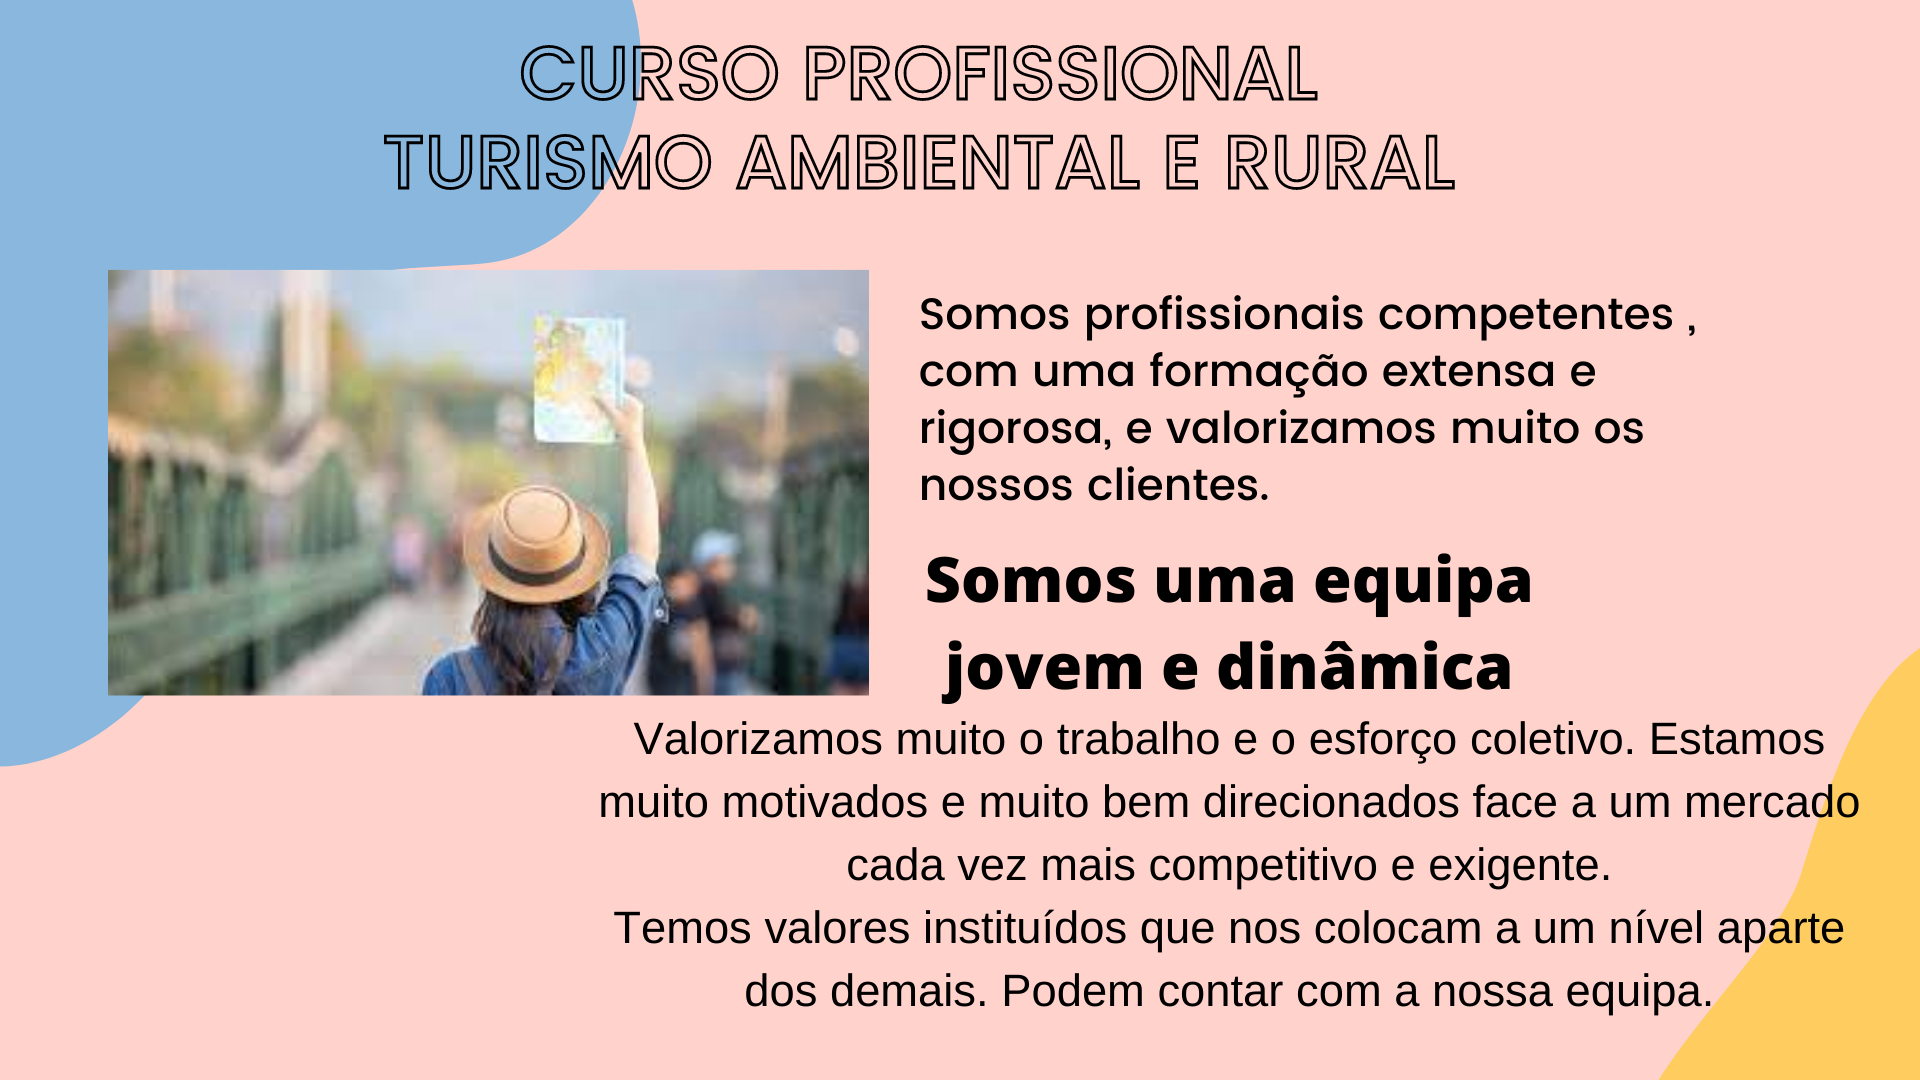 CURSO PROFISSIONAL
TURISMO AMBIENTAL E RURAL
Somos profissionais competentes ,
com uma formação extensa e
rigorosa, e valorizamos muito os
nossos clientes.
Somos uma equipa
jovem e dinâmica
Valorizamos muito o trabalho e o esforço coletivo. Estamos
muito motivados e muito bem direcionados face a um mercado
cada vez mais competitivo e exigente.
Temos valores instituídos que nos colocam a um nível aparte
dos demais. Podem contar com a nossa equipa.